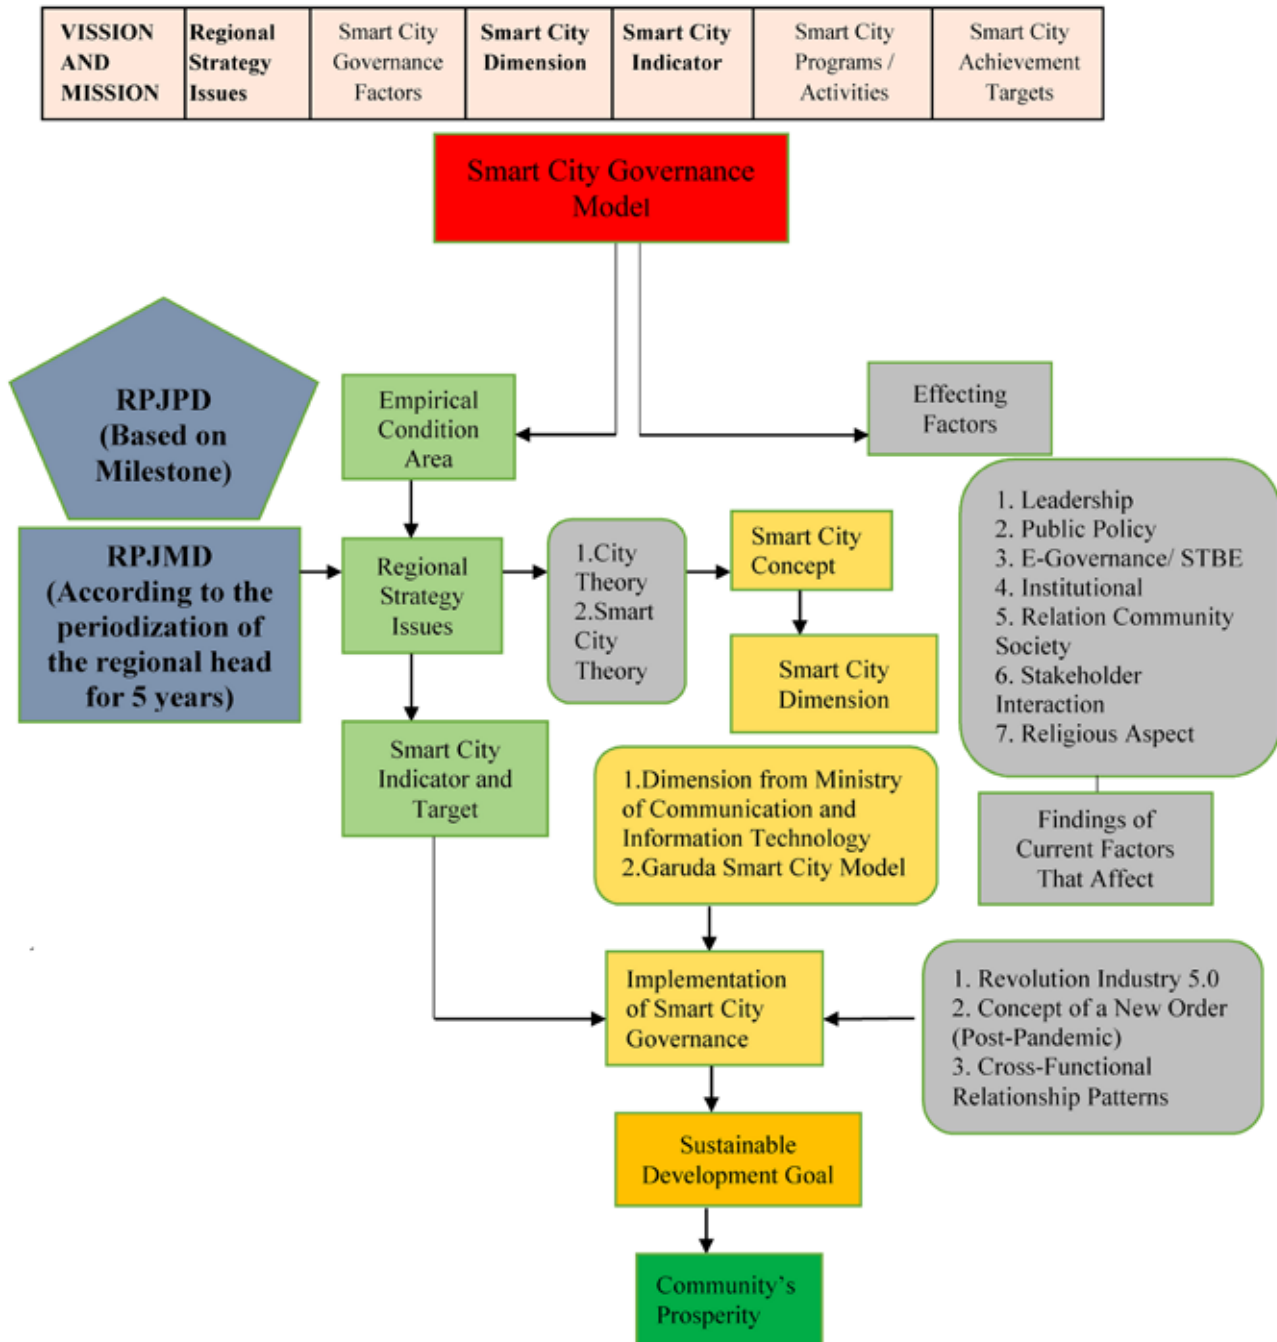 VISSION
AND
MISSION
Regional
Strategy
Issues
Smart City
Governance
Factors
Smart City
Dimension
Smart City
Indicator
Smart City
Programs /
Activities
Smart City
Achievement
Targets
Smart City Governance
Model
RPJPD
(Based on
Milestone)
Empirical
Condition
Area
Effecting
Factors
RPJMD
(According to the
periodization of
the regional head
for 5 years)
Regional
Strategy
Issues
1.City
Theory
2.Smart
City
Theory
Smart City
Concept
Smart City
Dimension
1. Leadership
2. Public Policy
3. E-Governance/ STBE
4. Institutional
5. Relation Community
Society
6. Stakeholder
Interaction
7. Religious Aspect
Smart City
Indicator and
Target
1.Dimension from Ministry
of Communication and
Information Technology
2.Garuda Smart City Model
Findings of
Current Factors
That Affect
Implementation
of Smart City
Governance
1. Revolution Industry 5.0
2. Concept of a New Order
(Post-Pandemic)
3. Cross-Functional
Relationship Patterns
Sustainable
Development Goal
Community's
Prosperity